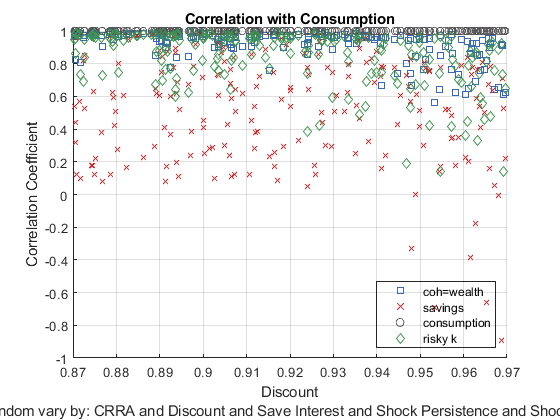 Correlation with Consumption
1
0.8
0.6
0.4
0.2
0
-0.2
-0.4
-0.6
-0.8
-1
Correlation Coefficient
coh=wealth
savings
consumption
risky k
0.87 0.88 0.89 0.9 0.91 0.92 0.93 0.94 0.95 0.96 0.97
Discount
ndom vary by: CRRA and Discount and Save Interest and Shock Persistence and Shoc